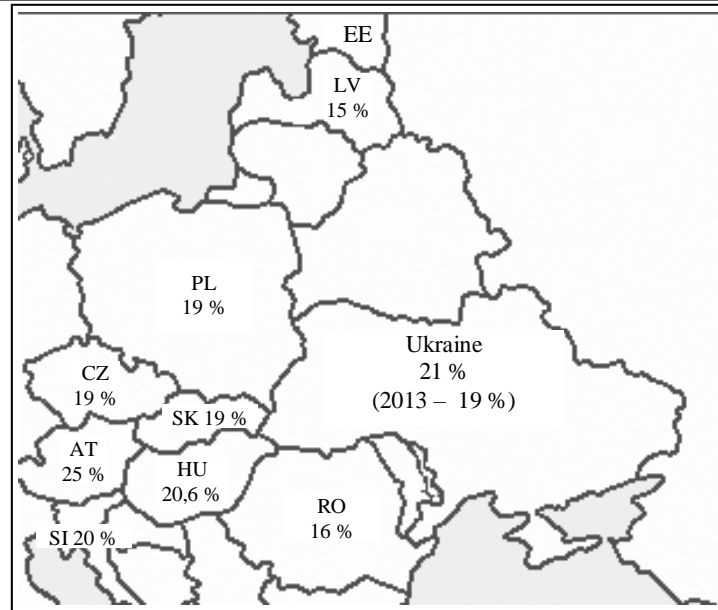 EE
LV
15 %
PL
19 %
Ukraine
21 %
(2013 – 19 %)
CZ
19 %
SK 19 %
AT
25 %
HU
20,6 %
RO
16 %
SI 20 %